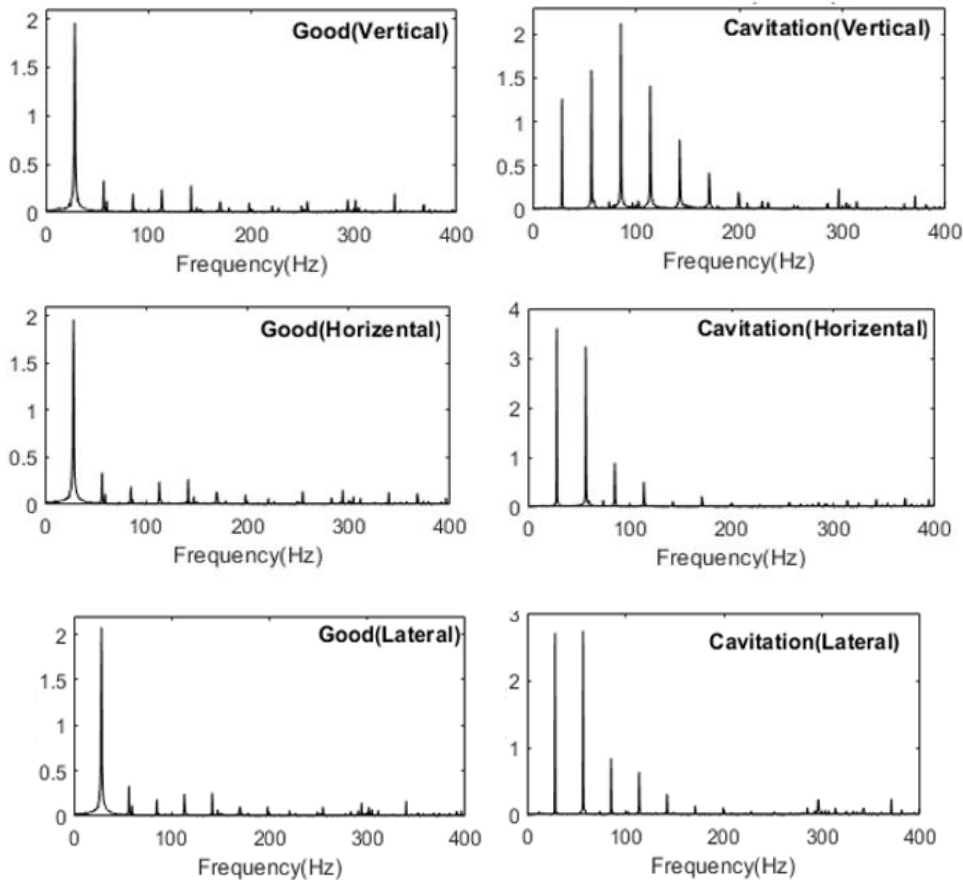 Good(Vertical)
2
1.5
1
0.5
0
0 100 200 300 400
Frequency(Hz)
Cavitation(Vertical)
2
1.5
1
0.5
0
0 100 200 300 400
Frequency(Hz)
Good(Horizental)
2
1.5
1
0.5
0
0 100 200 300 400
Frequency(Hz)
Cavitation(Horizental)
4
3
2
1
0
0 100 200 300 400
Frequency(Hz)
Good(Lateral)
2
1.5
1
0.5
0
0 100 200 300 400
Frequency(Hz)
Cavitation(Lateral)
3
2
1
0
0 100 200 300 400
Frequency(Hz)